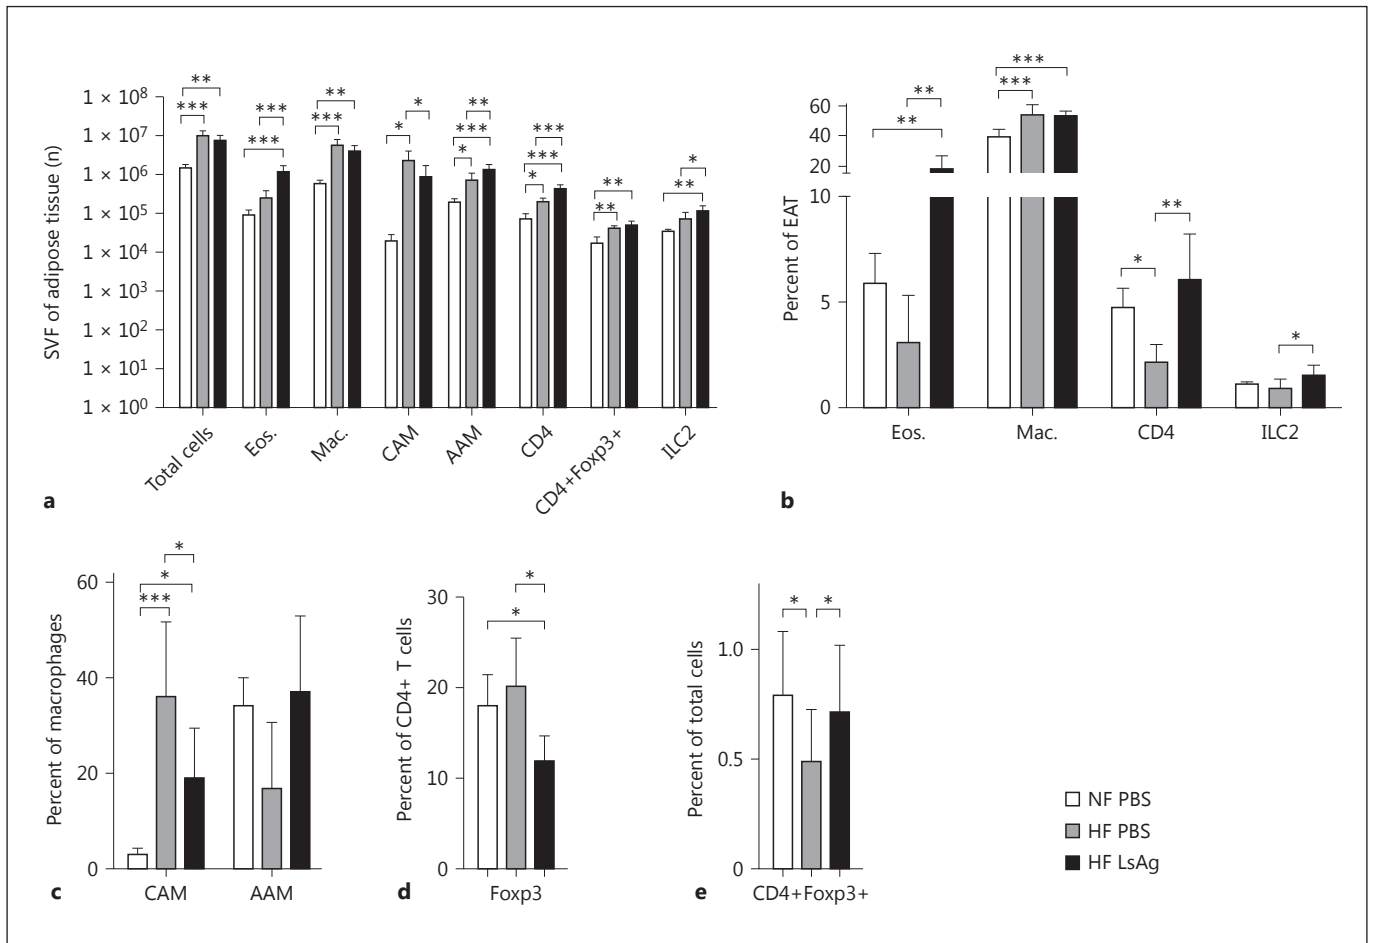 SVF of adipose tissue (n)
1 × 10⁸
1 × 10⁷
1 × 10⁶
1 × 10⁵
1 × 10⁴
1 × 10³
1 × 10²
1 × 10¹
1 × 10⁰
** *** *** *** ** *** * * ** *** * *** *** * ** ** * **
Total cells
Eos.
Mac.
CAM
AAM
CD4
CD4+Foxp3+
ILC2
a
Percent of EAT
60
40
20
10
5
0
** ** *** *** ** * *
Eos. Mac. CD4 ILC2
b
Percent of macrophages
60
40
20
0
*
*
***
CAM AAM
c
Percent of CD4+ T cells
30
20
10
0
*
*
Foxp3
d
Percent of total cells
1.0
0.5
0
* *
CD4+Foxp3+
e
NF PBS
HF PBS
HF LsAg